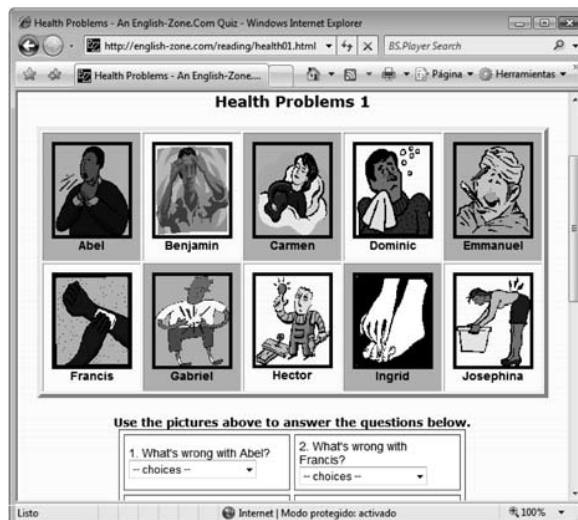 Health Problems - An English-Zone.Com Quiz - Windows Internet Explorer
http://english-zone.com/reading/health01.html
BS.Player Search
Health Problems - An English-Zone....
Página
Herramientas
Health Problems 1
Abel Benjamin Carmen Dominic Emmanuel
Francis Gabriel Hector Ingrid Josephina
Use the pictures above to answer the questions below.
1. What's wrong with Abel?
-- choices --
2. What's wrong with
Francis?
-- choices --
Listo
Internet | Modo protegido: activado
100%